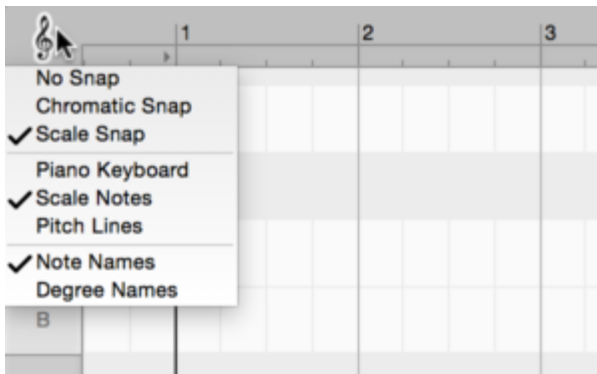 1 2 3
No Snap
Chromatic Snap
Scale Snap
Piano Keyboard
Scale Notes
Pitch Lines
Note Names
Degree Names
B